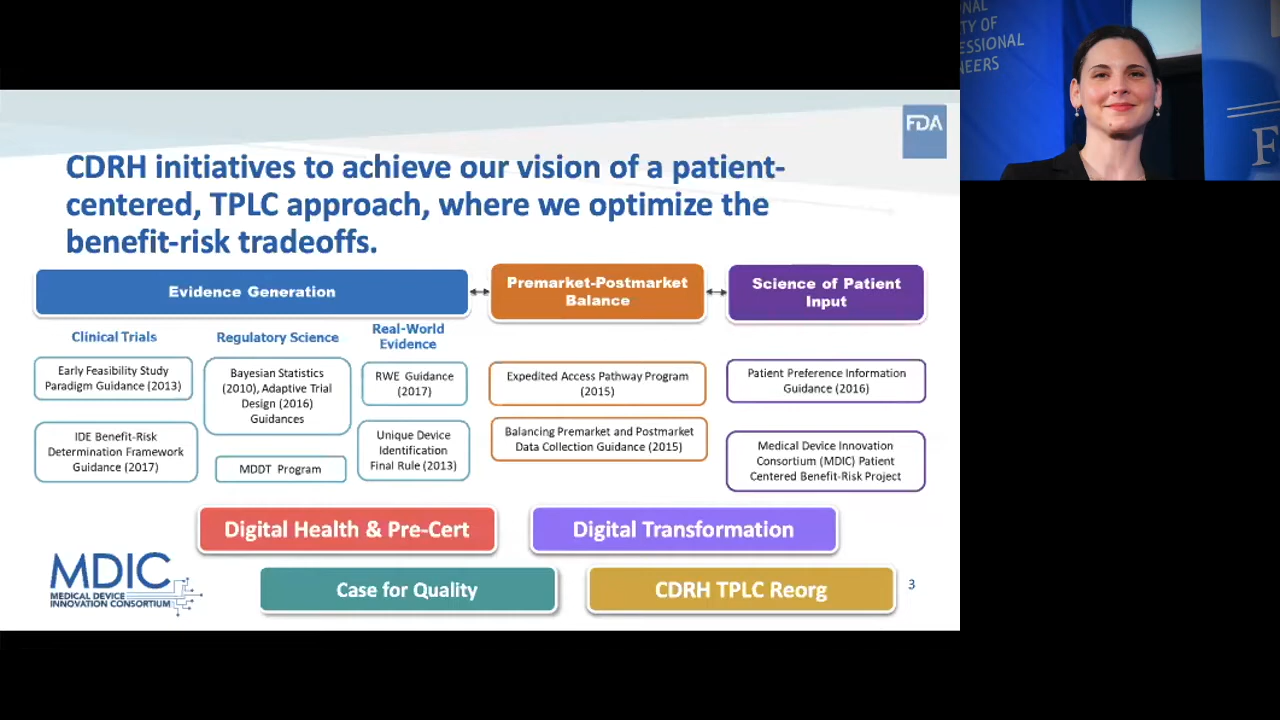 FDA
CDRH initiatives to achieve our vision of a patient-
centered, TPLC approach, where we optimize the
benefit-risk tradeoffs.
Evidence Generation
Premarket-Postmarket
Balance
Science of Patient
Input
Clinical Trials
Regulatory Science
Real-World
Evidence
Early Feasibility Study
Paradigm Guidance (2013)
Bayesian Statistics
(2010), Adaptive Trial
Design (2016)
Guidances
RWE Guidance
(2017)
Expedited Access Pathway Program
(2015)
Patient Preference Information
Guidance (2016)
IDE Benefit-Risk
Determination Framework
Guidance (2017)
MDDT Program
Unique Device
Identification
Final Rule (2013)
Balancing Premarket and Postmarket
Data Collection Guidance (2015)
Medical Device Innovation
Consortium (MDIC) Patient
Centered Benefit-Risk Project
Digital Health & Pre-Cert
Digital Transformation
Case for Quality
CDRH TPLC Reorg
MDIC
MEDICAL DEVICE
INNOVATION CONSORTIUM
3